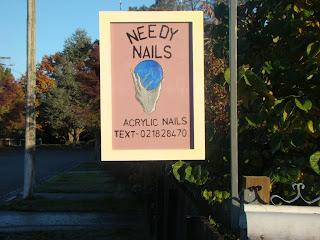 NEEDY
NAILS
ACRYLIC NAILS
TEXT-021828470